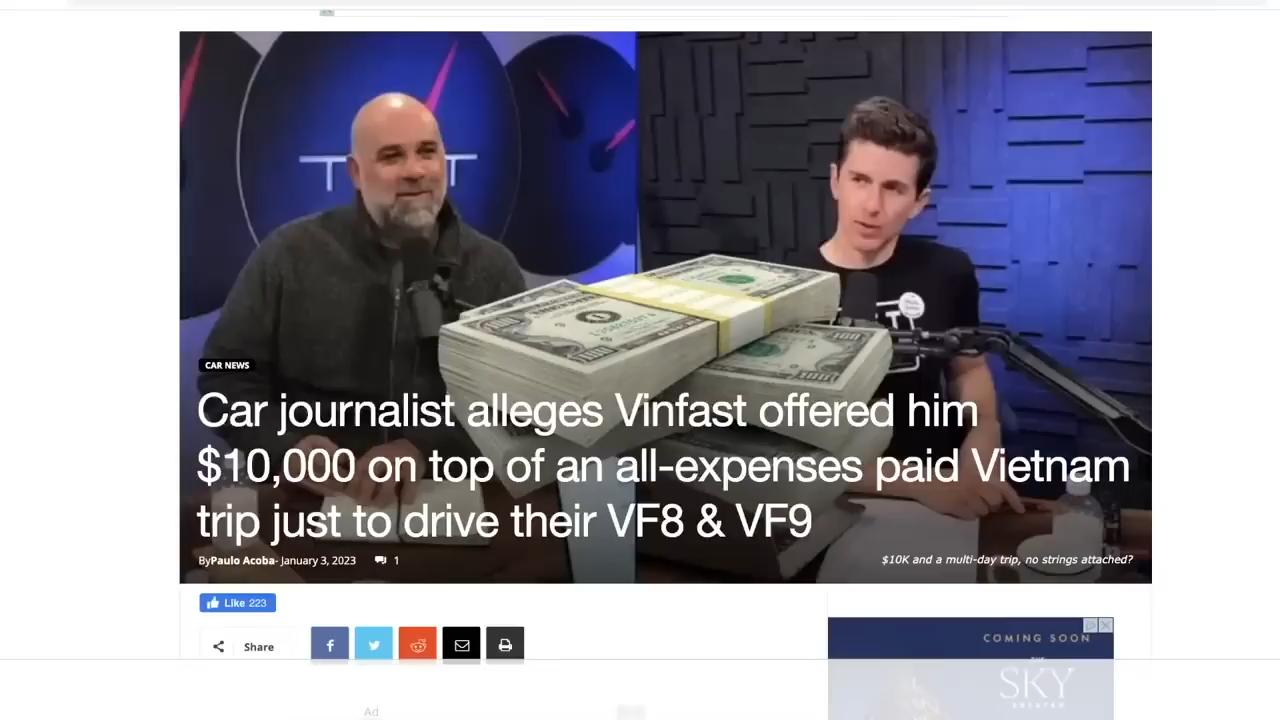 T T
CAR NEWS
Car journalist alleges Vinfast offered him
$10,000 on top of an all-expenses paid Vietnam
trip just to drive their VF8 & VF9
ByPaulo Acoba- January 3, 2023 1
$10K and a multi-day trip, no strings attached?
Like 223
Share
COMING SOON
SKY
Ad